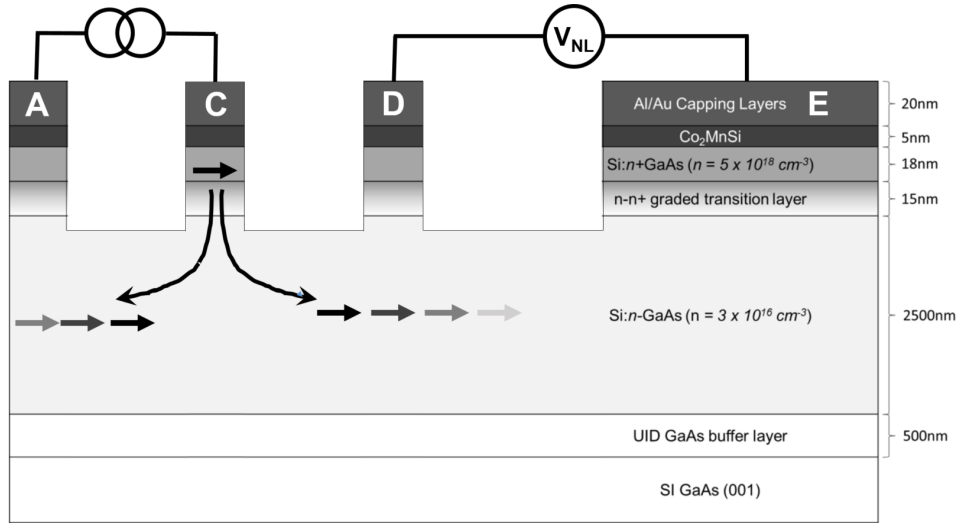 V_NL
A
C
D
Al/Au Capping Layers
E
20nm
Co₂MnSi
5nm
Si:n+GaAs (n = 5 x 10¹⁸ cm⁻³)
18nm
n-n+ graded transition layer
15nm
Si:n-GaAs (n = 3 x 10¹⁶ cm⁻³)
2500nm
UID GaAs buffer layer
500nm
SI GaAs (001)